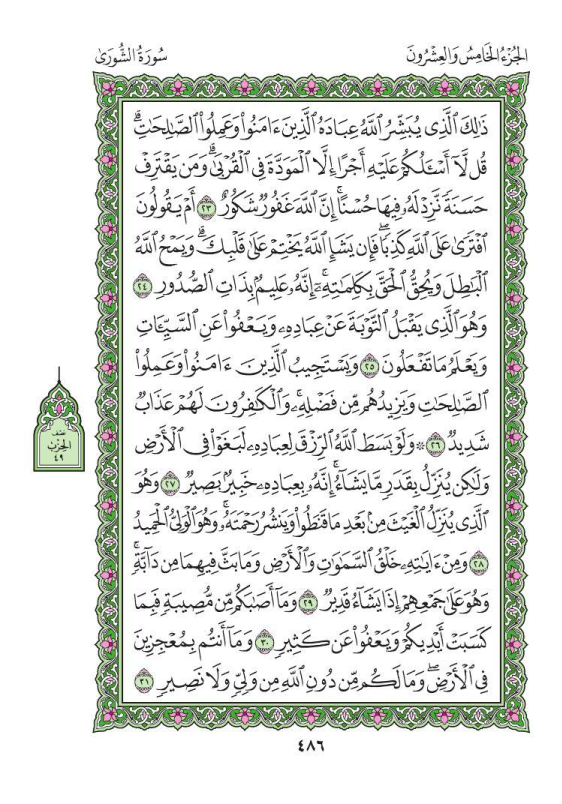 الجُزْءُ الخَامِسُ وَالعِشْرُونَ
سُورَةُ الشُّورَىٰ
ذَٰلِكَ ٱلَّذِي يُبَشِّرُ ٱللَّهُ عِبَادَهُ ٱلَّذِينَ ءَامَنُواْ وَعَمِلُواْ ٱلصَّٰلِحَٰتِۗ
قُل لَّآ أَسْـَٔلُكُمْ عَلَيْهِ أَجْرًا إِلَّا ٱلْمَوَدَّةَ فِي ٱلْقُرْبَىٰۗ وَمَن يَقْتَرِفْ
حَسَنَةً نَّزِدْ لَهُۥ فِيهَا حُسْنًاۚ إِنَّ ٱللَّهَ غَفُورٌ شَكُورٌ ٢٣ أَمْ يَقُولُونَ
ٱفْتَرَىٰ عَلَى ٱللَّهِ كَذِبًاۖ فَإِن يَشَإِ ٱللَّهُ يَخْتِمْ عَلَىٰ قَلْبِكَۗ وَيَمْحُ ٱللَّهُ
ٱلْبَٰطِلَ وَيُحِقُّ ٱلْحَقَّ بِكَلِمَٰتِهِۦٓۚ إِنَّهُۥ عَلِيمٌۢ بِذَاتِ ٱلصُّدُورِ ٢٤
وَهُوَ ٱلَّذِي يَقْبَلُ ٱلتَّوْبَةَ عَنْ عِبَادِهِۦ وَيَعْفُواْ عَنِ ٱلسَّيِّـَٔاتِ
وَيَعْلَمُ مَا تَفْعَلُونَ ٢٥ وَيَسْتَجِيبُ ٱلَّذِينَ ءَامَنُواْ وَعَمِلُواْ
ٱلصَّٰلِحَٰتِ وَيَزِيدُهُم مِّن فَضْلِهِۦۚ وَٱلْكَٰفِرُونَ لَهُمْ عَذَابٌ
شَدِيدٌ ٢٦ ۞ وَلَوْ بَسَطَ ٱللَّهُ ٱلرِّزْقَ لِعِبَادِهِۦ لَبَغَوْاْ فِي ٱلْأَرْضِ
وَلَٰكِن يُنَزِّلُ بِقَدَرٍ مَّا يَشَآءُۚ إِنَّهُۥ بِعِبَادِهِۦ خَبِيرٌۢ بَصِيرٌ ٢٧ وَهُوَ
ٱلَّذِي يُنَزِّلُ ٱلْغَيْثَ مِنۢ بَعْدِ مَا قَنَطُواْ وَيَنشُرُ رَحْمَتَهُۥۚ وَهُوَ ٱلْوَلِيُّ ٱلْحَمِيدُ
٢٨ وَمِنْ ءَايَٰتِهِۦ خَلْقُ ٱلسَّمَٰوَٰتِ وَٱلْأَرْضِ وَمَا بَثَّ فِيهِمَا مِن دَآبَّةٍۚ
وَهُوَ عَلَىٰ جَمْعِهِمْ إِذَا يَشَآءُ قَدِيرٌ ٢٩ وَمَآ أَصَٰبَكُم مِّن مُّصِيبَةٍ فَبِمَا
كَسَبَتْ أَيْدِيكُمْ وَيَعْفُواْ عَن كَثِيرٍ ٣٠ وَمَآ أَنتُم بِمُعْجِزِينَ
فِي ٱلْأَرْضِۖ وَمَا لَكُم مِّن دُونِ ٱللَّهِ مِن وَلِيٍّ وَلَا نَصِيرٍ ٣١
نصف
الحزب
٤٩
٤٨٦